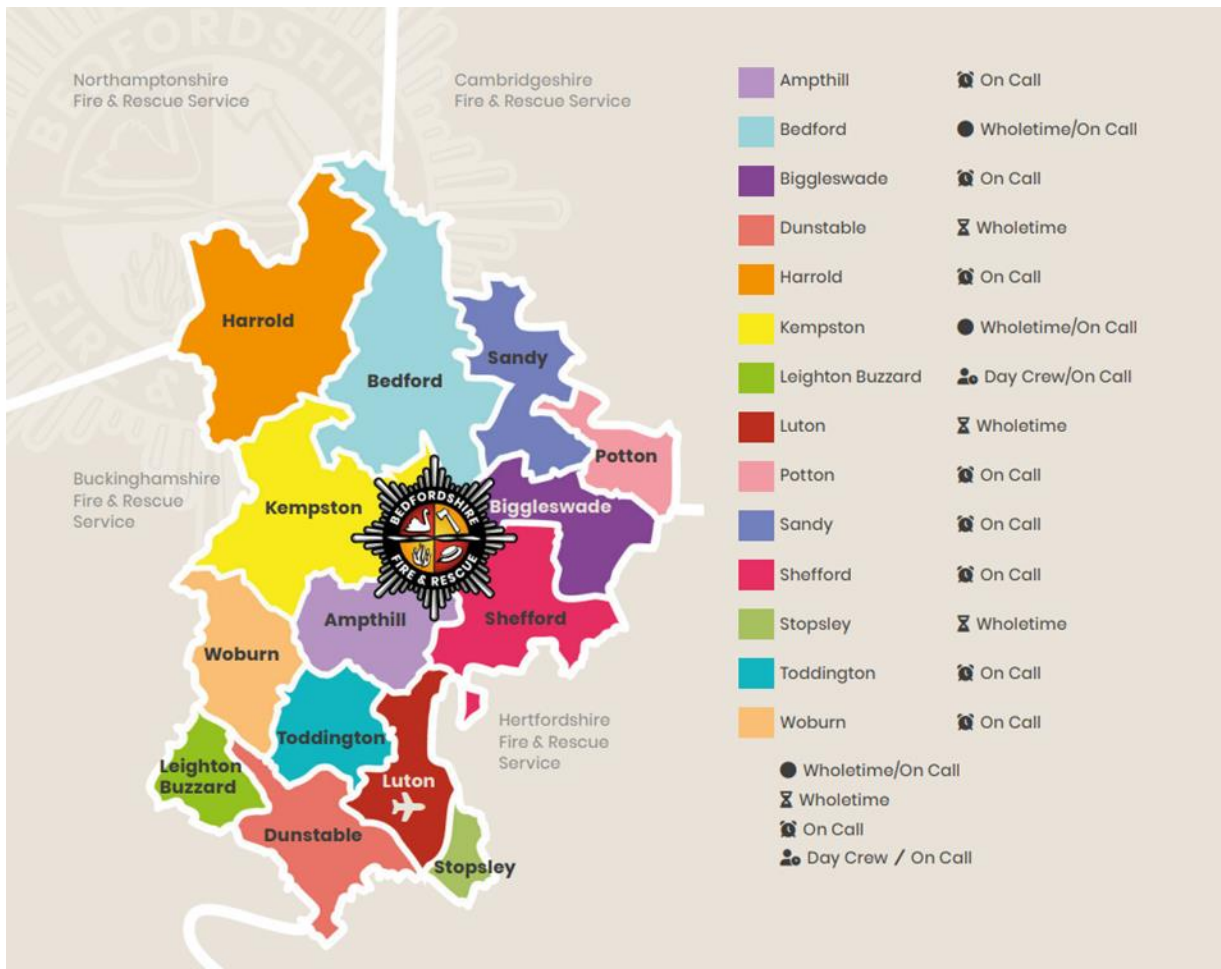 Northamptonshire
Fire & Rescue Service
Cambridgeshire
Fire & Rescue Service
BEDFORDSHIRE
FIRE &
Harrold
Bedford
Sandy
Potton
Buckinghamshire
Fire & Rescue
Service
Kempston
Biggleswade
BEDFORDSHIRE
FIRE & RESCUE
Ampthill
Shefford
Woburn
Toddington
Hertfordshire
Fire & Rescue
Service
Leighton
Buzzard
Luton
Dunstable
Stopsley
Ampthill On Call
Bedford Wholetime/On Call
Biggleswade On Call
Dunstable Wholetime
Harrold On Call
Kempston Wholetime/On Call
Leighton Buzzard Day Crew/On Call
Luton Wholetime
Potton On Call
Sandy On Call
Shefford On Call
Stopsley Wholetime
Toddington On Call
Woburn On Call
Wholetime/On Call
Wholetime
On Call
Day Crew / On Call